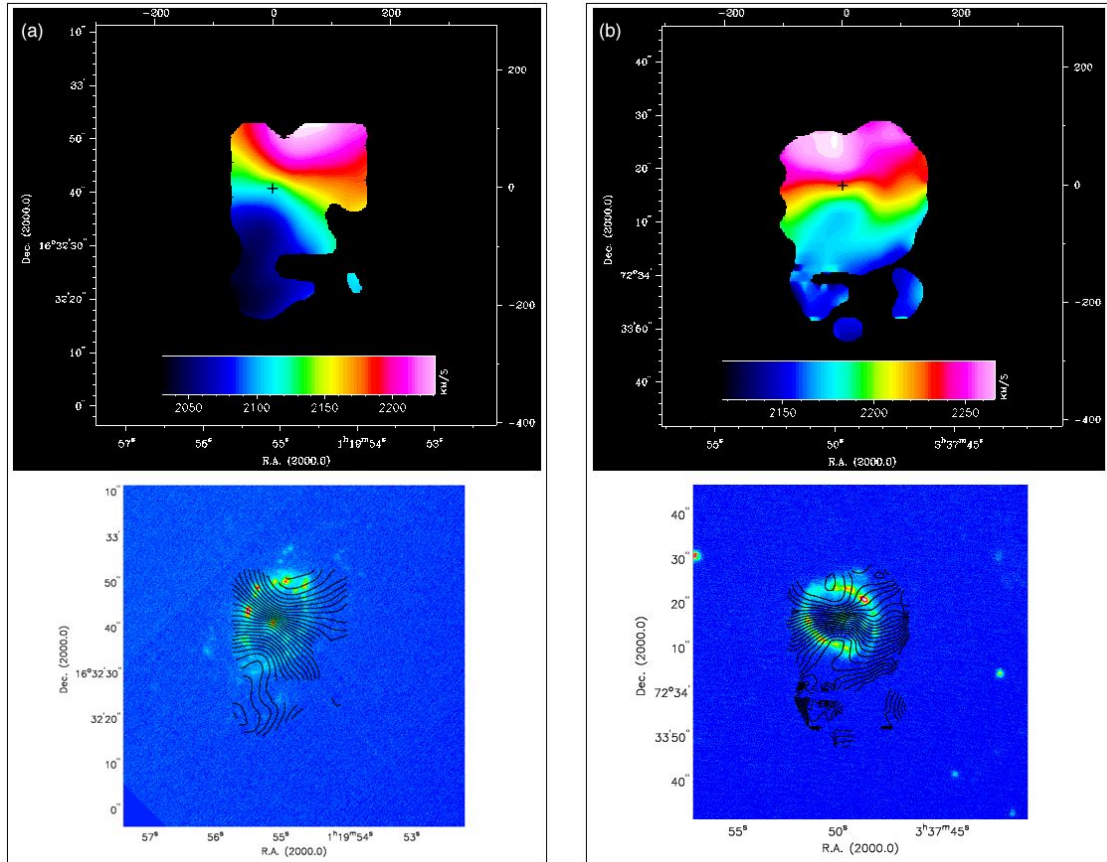 (a)
-200 0 200
10"
33'
50"
40"
16°32'30"
32'20"
10"
0"
Dec. (2000.0)
200
0
-200
-400
2050 2100 2150 2200
KM/S
57s 56s 55s 1h19m54s 53s
R.A. (2000.0)
(b)
-200 0 200
40"
30"
20"
10"
72°34'
33'50"
40"
Dec. (2000.0)
200
0
-200
-400
2150 2200 2250
KM/S
55s 50s 3h37m45s
R.A. (2000.0)
10"
33'
50"
40"
16°32'30"
32'20"
10"
0"
Dec. (2000.0)
57s 56s 55s 1h19m54s 53s
R.A. (2000.0)
40"
30"
20"
10"
72°34'
33'50"
40"
Dec. (2000.0)
55s 50s 3h37m45s
R.A. (2000.0)